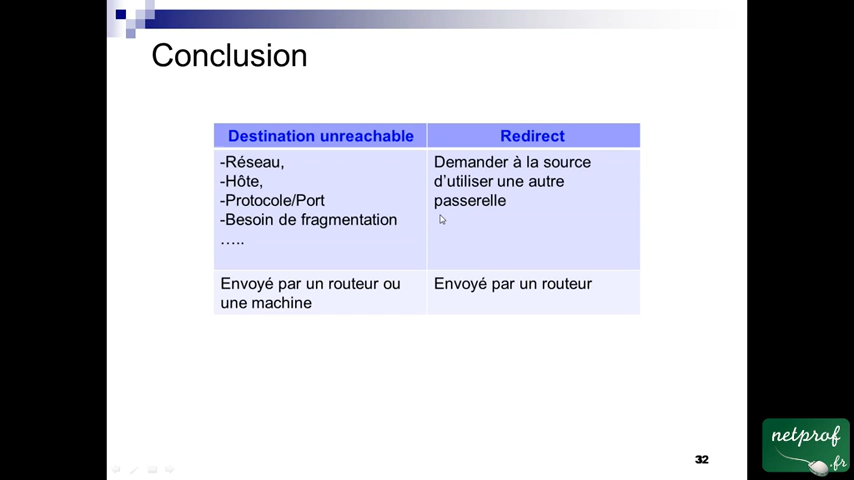 Conclusion
Destination unreachable
Redirect
-Réseau,
-Hôte,
-Protocole/Port
-Besoin de fragmentation
…..
Demander à la source
d’utiliser une autre
passerelle
Envoyé par un routeur ou
une machine
Envoyé par un routeur
32
netprof
.fr